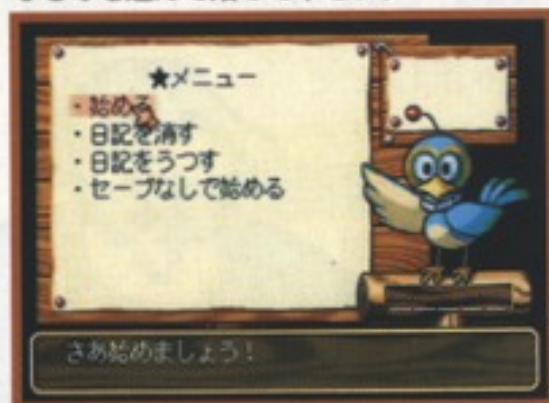 ★メニュー
・始める
・日記を消す
・日記をうつす
・セーブなしで始める
さあ始めましょう！